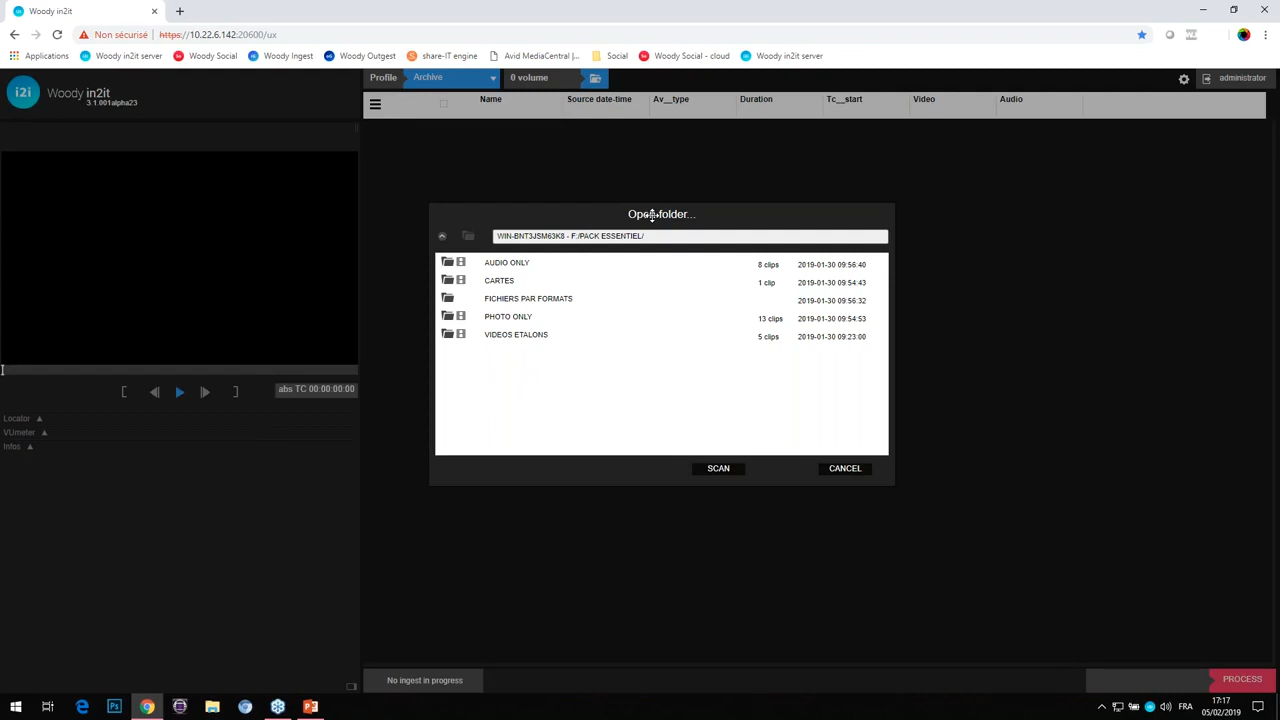 Woody in2it
Non sécurisé https://10.22.6.142:20600/ux
Applications Woody in2it server Woody Social Woody Ingest Woody Outgest share-IT engine Avid MediaCentral |... Social Woody Social - cloud Woody in2it server
i2i Woody in2it
3.1.001alpha23
Profile Archive 0 volume administrator
Name Source date-time Av__type Duration Tc__start Video Audio
Open folder...
WIN-BNT3JSM63K8 - F:/PACK ESSENTIEL/
AUDIO ONLY 8 clips 2019-01-30 09:56:40
CARTES 1 clip 2019-01-30 09:54:43
FICHIERS PAR FORMATS 2019-01-30 09:56:32
PHOTO ONLY 13 clips 2019-01-30 09:54:53
VIDEOS ETALONS 5 clips 2019-01-30 09:23:00
SCAN CANCEL
abs TC 00:00:00:00
Locator
VUmeter
Infos
No ingest in progress PROCESS
FR 17:17
05/02/2019